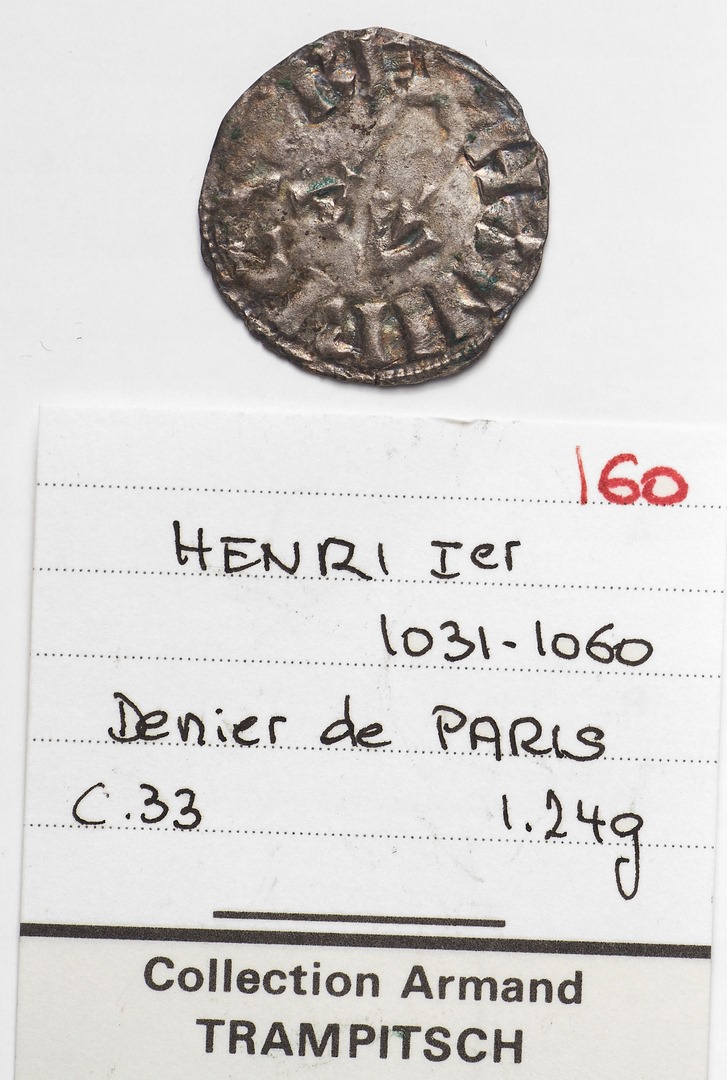 160
HENRI Ier
1031-1060
Denier de PARIS
C.33 1.24g
Collection Armand
TRAMPITSCH